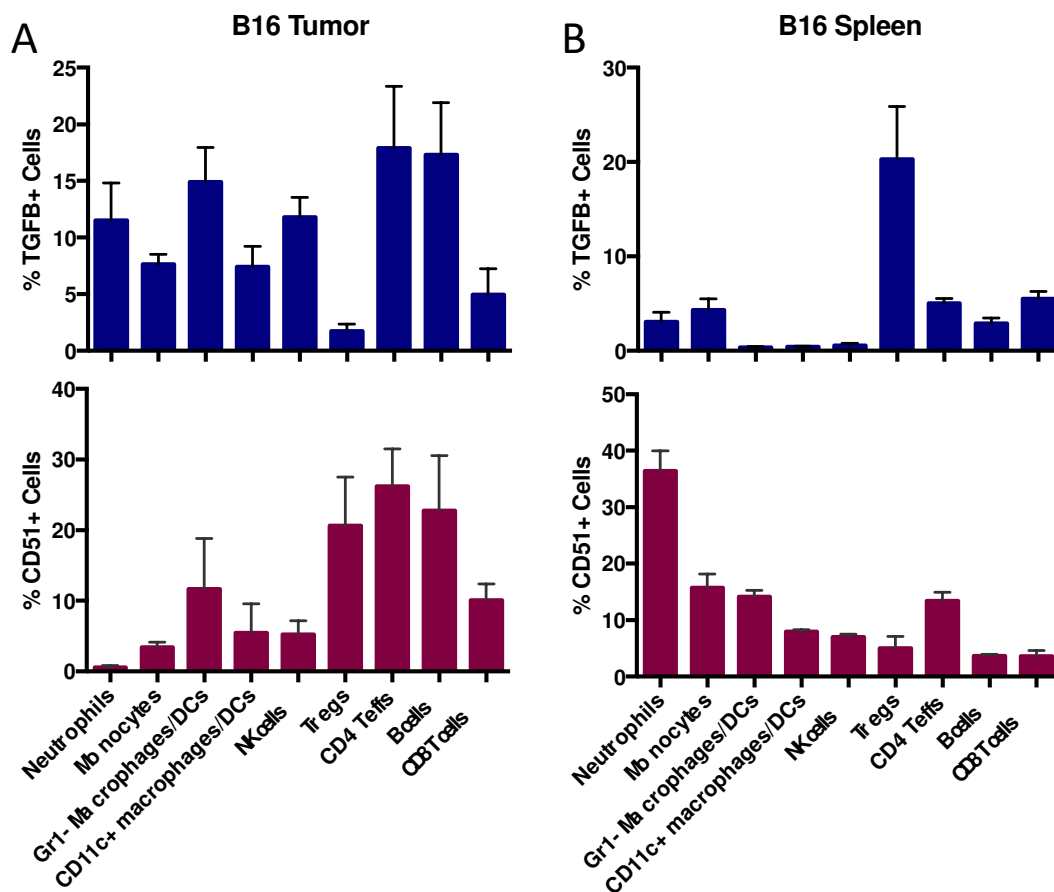 A
B16 Tumor
% TGFB+ Cells
25
20
15
10
5
0
% CD51+ Cells
40
30
20
10
0
Neutrophils
Mo nocytes
Gr1- Ma crophages/DCs
CD11c+ macrophages/DCs
NKcells
Tregs
CD4 Teffs
Bcells
CD8Tcells
B
B16 Spleen
% TGFB+ Cells
30
20
10
0
% CD51+ Cells
50
40
30
20
10
0
Neutrophils
Mo nocytes
Gr1- Ma crophages/DCs
CD11c+ macrophages/DCs
NKcells
Tregs
CD4 Teffs
Bcells
CD8Tcells